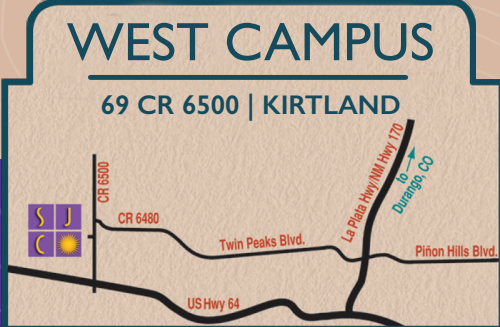 WEST CAMPUS
69 CR 6500 | KIRTLAND
CR 6500
La Plata Hwy/NM Hwy 170
to
Durango, CO
S J
C
CR 6480
Twin Peaks Blvd.
Piñon Hills Blvd.
US Hwy 64